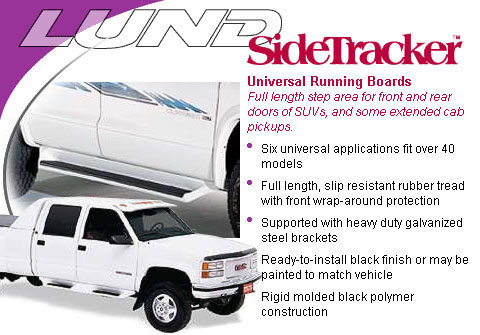 LUND
SideTracker™
Universal Running Boards
Full length step area for front and rear
doors of SUVs, and some extended cab
pickups.
• Six universal applications fit over 40
models
• Full length, slip resistant rubber tread
with front wrap-around protection
• Supported with heavy duty galvanized
steel brackets
Ready-to-install black finish or may be
painted to match vehicle
Rigid molded black polymer
construction
GMC